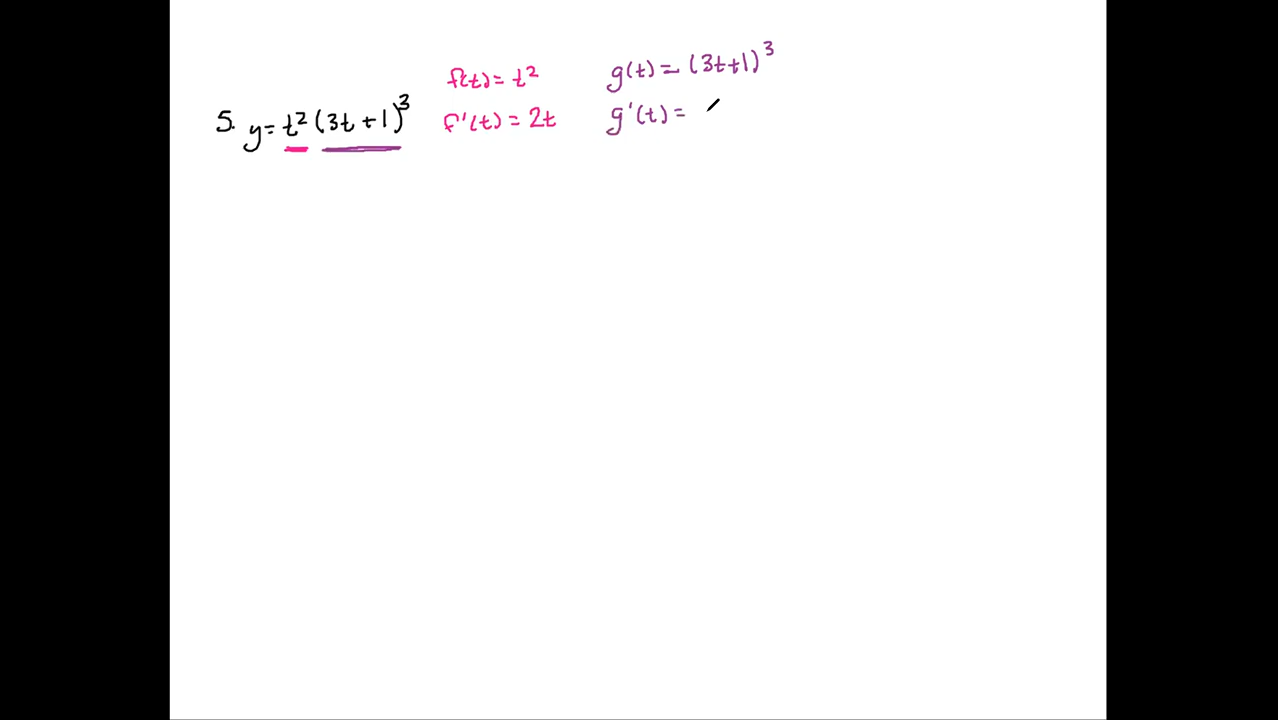 5. y = t² (3t + 1)³
f(t) = t²
f'(t) = 2t
g(t) = (3t+1)³
g'(t) =